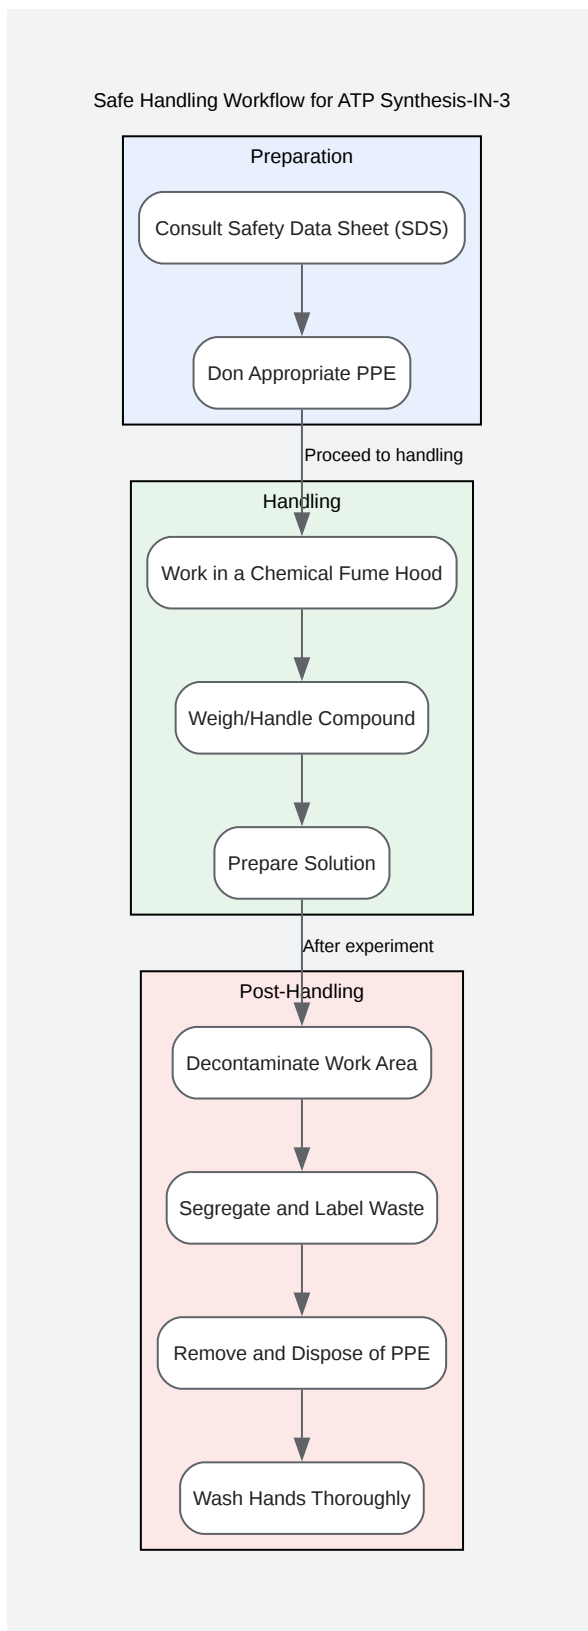 Safe Handling Workflow for ATP Synthesis-IN-3
Preparation
Consult Safety Data Sheet (SDS)
Don Appropriate PPE
Proceed to handling
Handling
Work in a Chemical Fume Hood
Weigh/Handle Compound
Prepare Solution
After experiment
Post-Handling
Decontaminate Work Area
Segregate and Label Waste
Remove and Dispose of PPE
Wash Hands Thoroughly